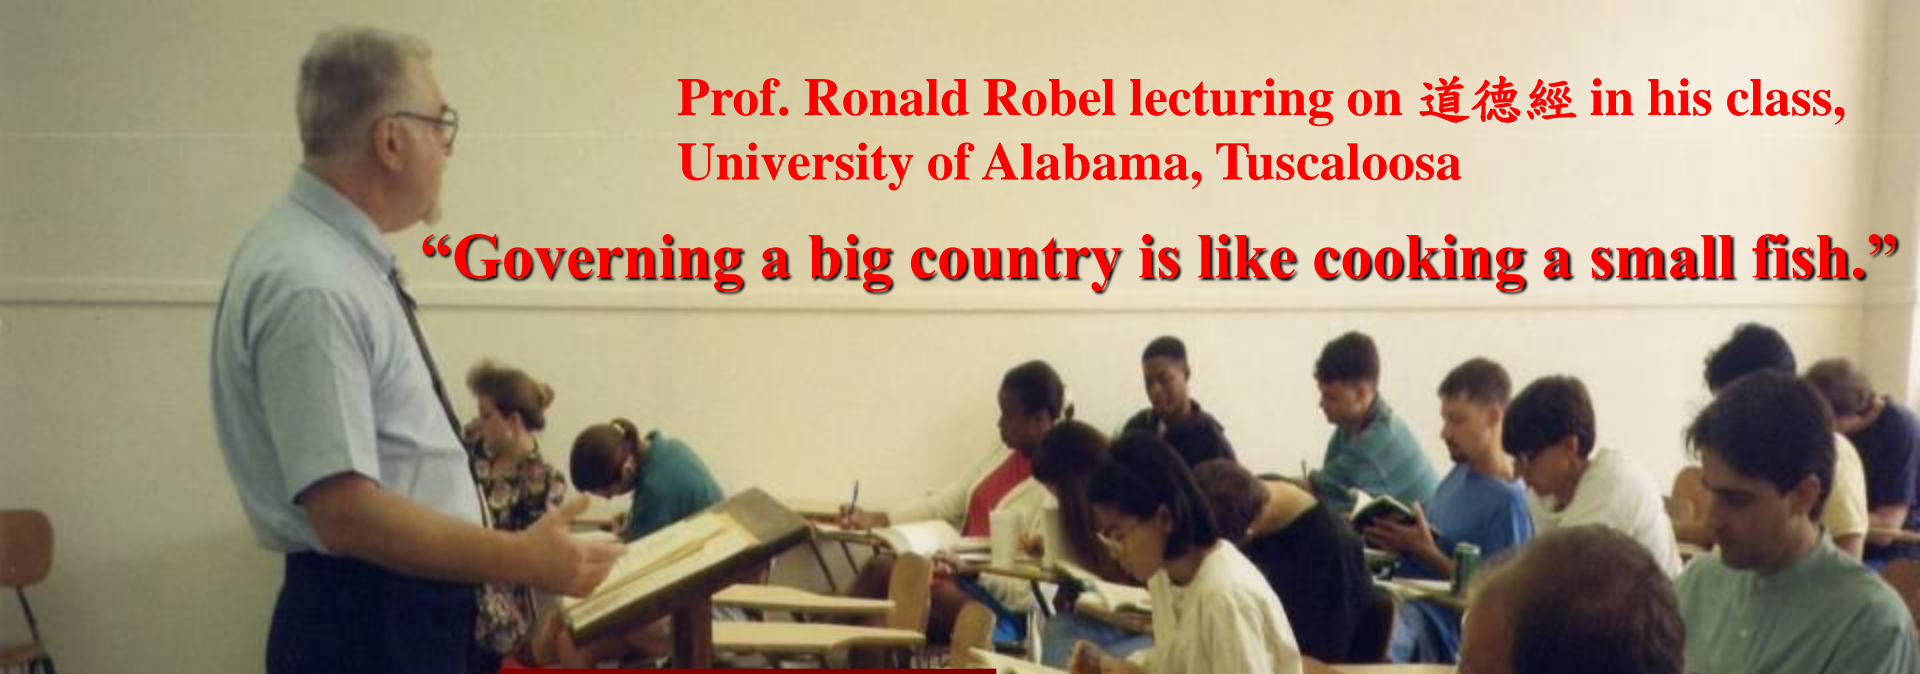 Prof. Ronald Robel lecturing on 道德經 in his class,
University of Alabama, Tuscaloosa
“Governing a big country is like cooking a small fish.”